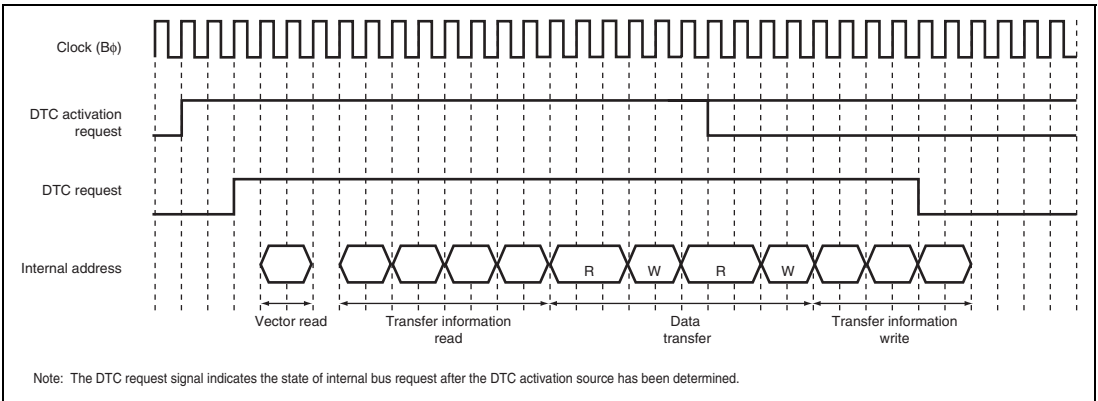 Clock (Bφ)
DTC activation
request
DTC request
Internal address
R
W
R
W
Vector read
Transfer information
read
Data
transfer
Transfer information
write
Note: The DTC request signal indicates the state of internal bus request after the DTC activation source has been determined.